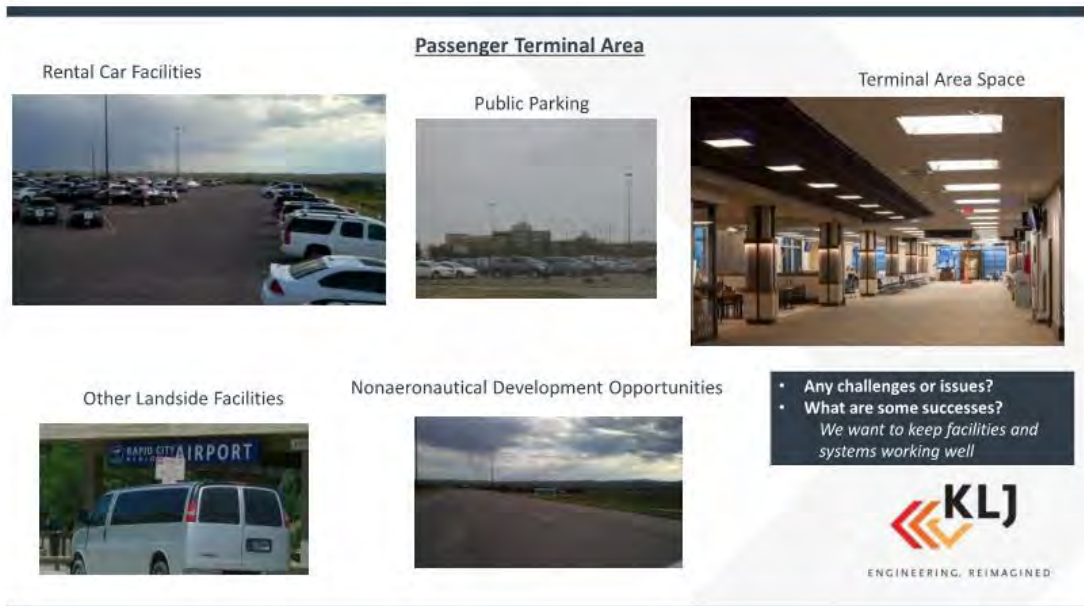 Passenger Terminal Area
Rental Car Facilities
Public Parking
Terminal Area Space
Other Landside Facilities
RAPID CITY
AIRPORT
Nonaeronautical Development Opportunities
• Any challenges or issues?
• What are some successes?
We want to keep facilities and
systems working well
KLJ
ENGINEERING, REIMAGINED